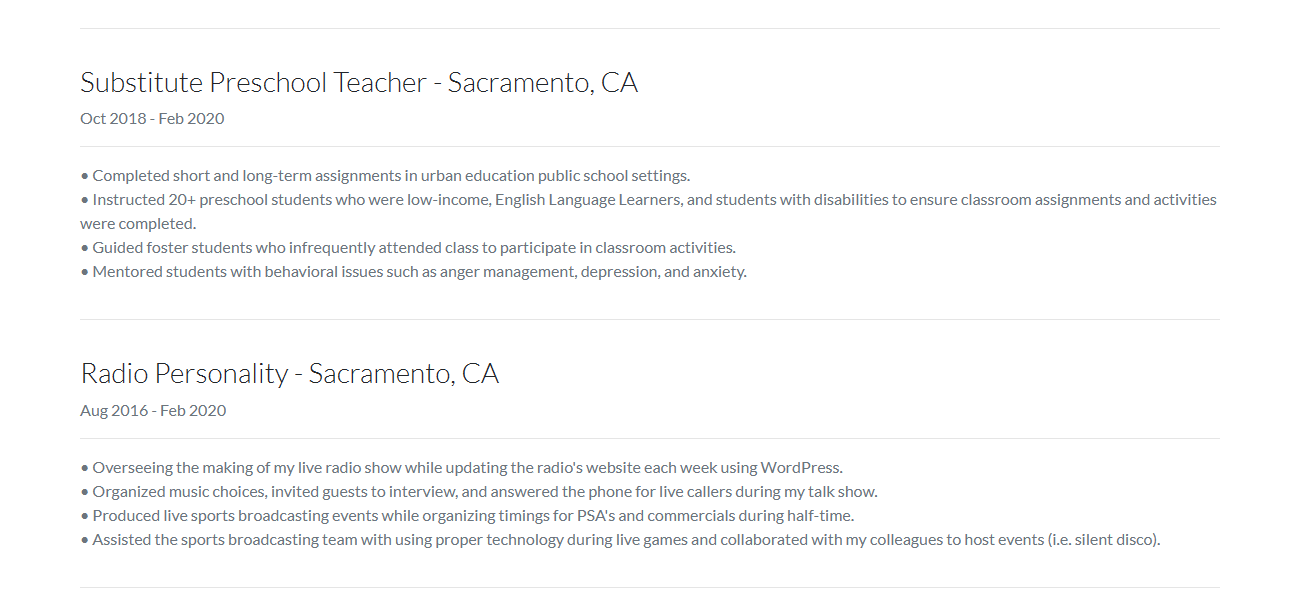 Substitute Preschool Teacher - Sacramento, CA
Oct 2018 - Feb 2020
• Completed short and long-term assignments in urban education public school settings.
• Instructed 20+ preschool students who were low-income, English Language Learners, and students with disabilities to ensure classroom assignments and activities
were completed.
• Guided foster students who infrequently attended class to participate in classroom activities.
• Mentored students with behavioral issues such as anger management, depression, and anxiety.
Radio Personality - Sacramento, CA
Aug 2016 - Feb 2020
• Overseeing the making of my live radio show while updating the radio's website each week using WordPress.
• Organized music choices, invited guests to interview, and answered the phone for live callers during my talk show.
• Produced live sports broadcasting events while organizing timings for PSA's and commercials during half-time.
• Assisted the sports broadcasting team with using proper technology during live games and collaborated with my colleagues to host events (i.e. silent disco).